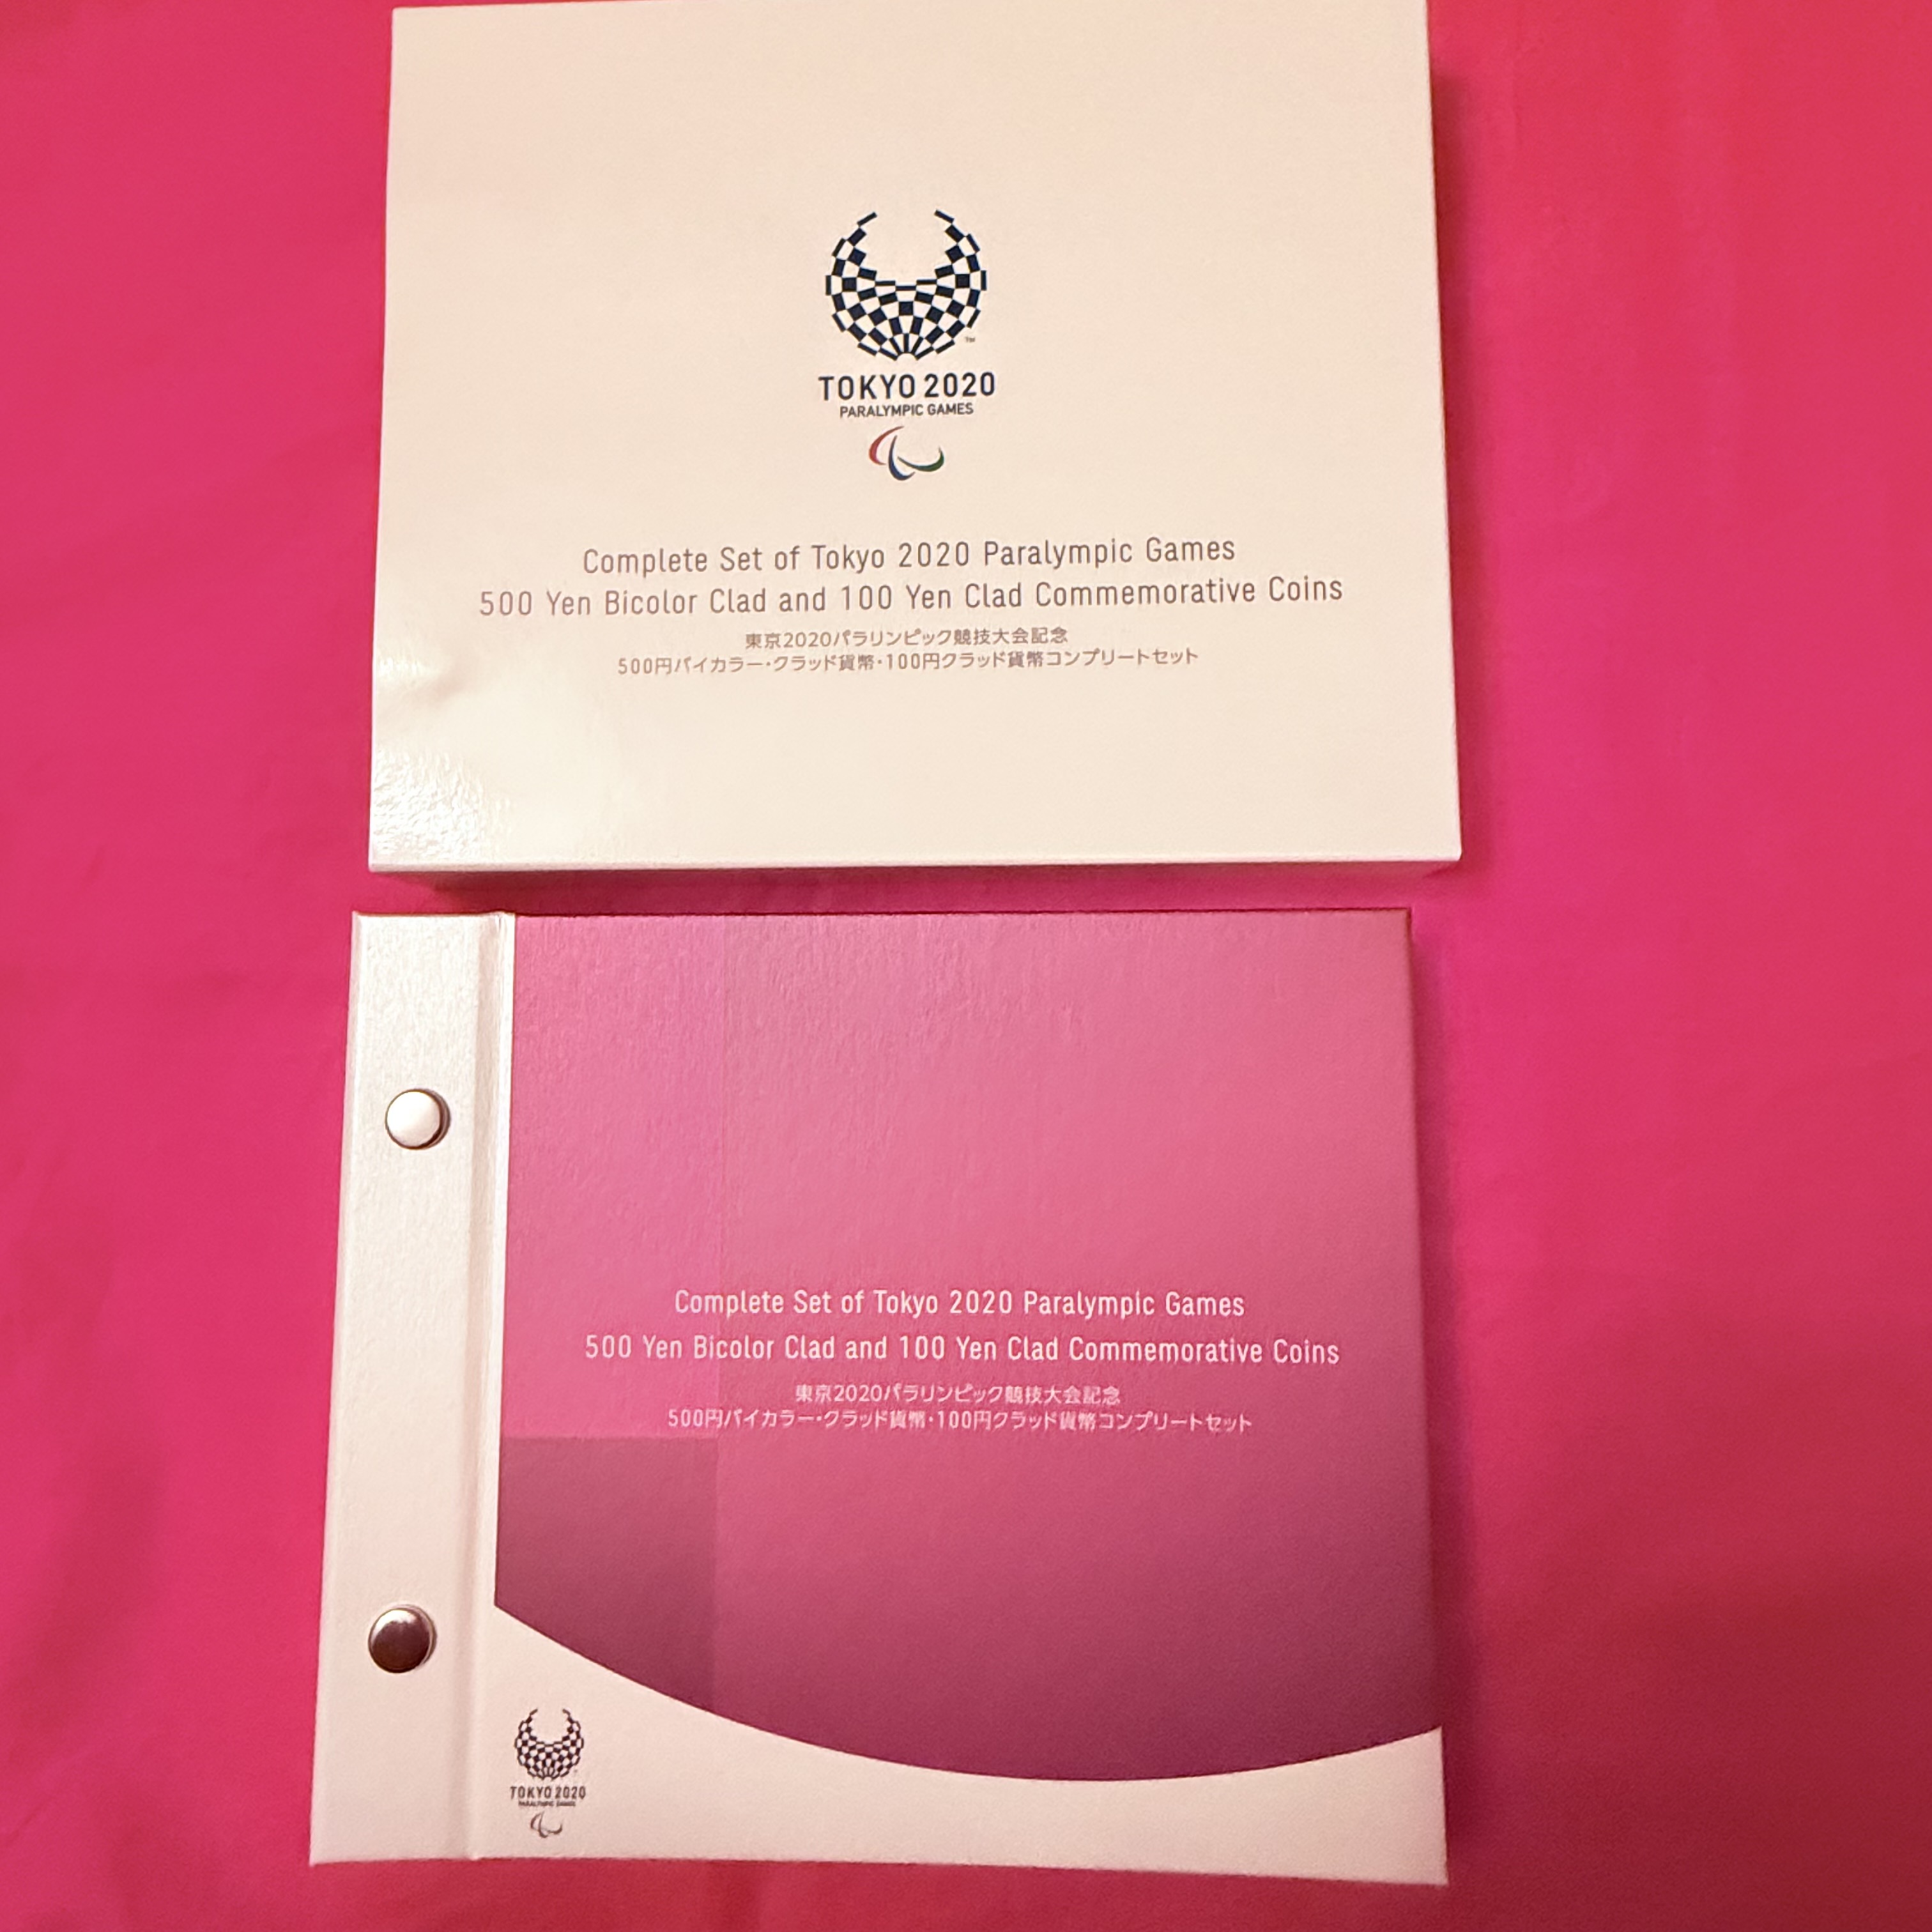 TM
TOKYO 2020
PARALYMPIC GAMES
Complete Set of Tokyo 2020 Paralympic Games
500 Yen Bicolor Clad and 100 Yen Clad Commemorative Coins
東京2020パラリンピック競技大会記念
500円バイカラー・クラッド貨幣・100円クラッド貨幣コンプリートセット
Complete Set of Tokyo 2020 Paralympic Games
500 Yen Bicolor Clad and 100 Yen Clad Commemorative Coins
東京2020パラリンピック競技大会記念
500円バイカラー・クラッド貨幣・100円クラッド貨幣コンプリートセット
TOKYO 2020
PARALYMPIC GAMES